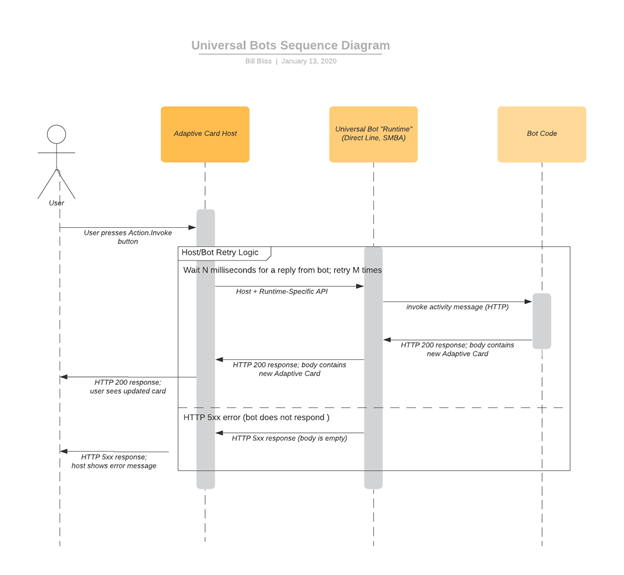 Universal Bots Sequence Diagram
Bill Bliss | January 13, 2020
Adaptive Card Host
Universal Bot "Runtime"
(Direct Line, SMBA)
Bot Code
User
User presses Action.Invoke
button
Host/Bot Retry Logic
Wait N milliseconds for a reply from bot; retry M times
Host + Runtime-Specific API
invoke activity message (HTTP)
HTTP 200 response; body contains
new Adaptive Card
HTTP 200 response; body contains
new Adaptive Card
HTTP 200 response;
user sees updated card
HTTP 5xx error (bot does not respond )
HTTP 5xx response (body is empty)
HTTP 5xx response;
host shows error message